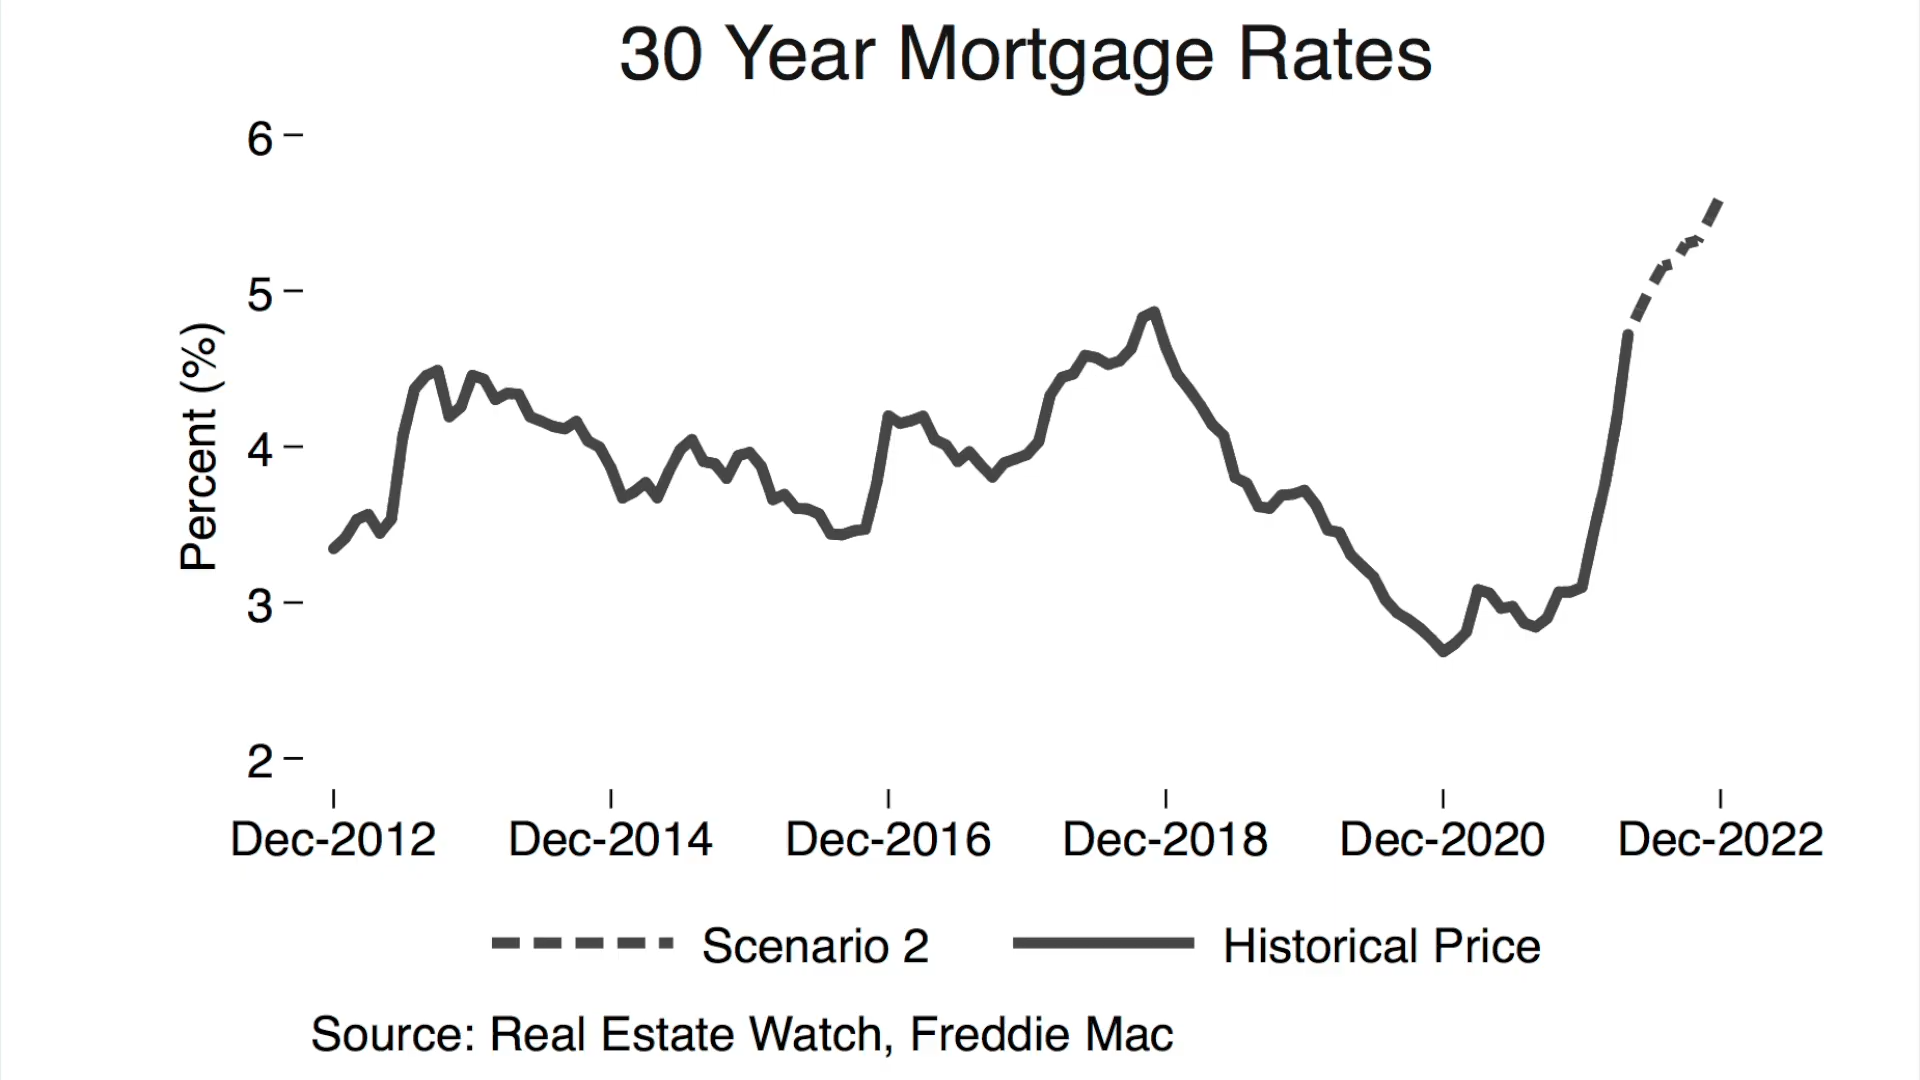 30 Year Mortgage Rates
6
5
4
3
2
Percent (%)
Dec-2012 Dec-2014 Dec-2016 Dec-2018 Dec-2020 Dec-2022
Scenario 2 Historical Price
Source: Real Estate Watch, Freddie Mac